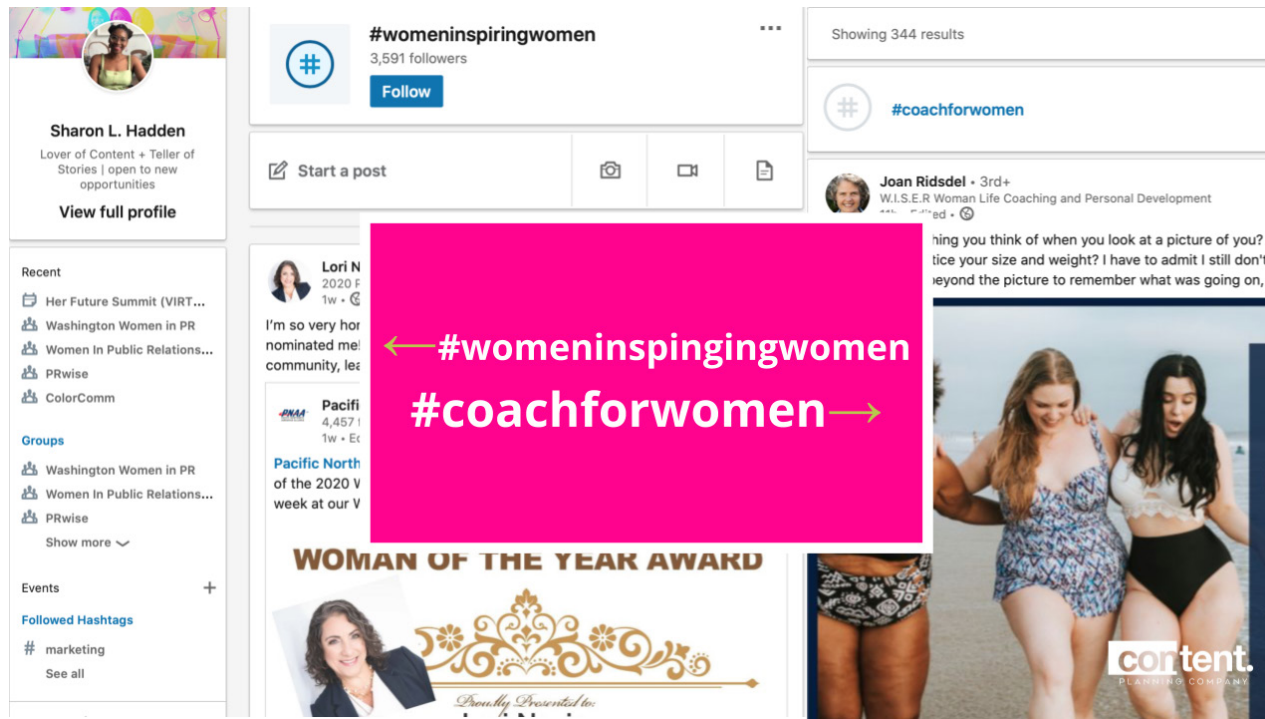 Sharon L. Hadden
Lover of Content + Teller of
Stories | open to new
opportunities
View full profile
Recent
Her Future Summit (VIRT...
Washington Women in PR
Women In Public Relations...
PRwise
ColorComm
Groups
Washington Women in PR
Women In Public Relations...
PRwise
Show more
Events +
Followed Hashtags
# marketing
See all
#
#womeninspiringwomen
3,591 followers
Follow
Start a post
Lori N
2020
1w •
I'm so very hor
nominated me!
community, lea
PNAA
Pacifi
4,457
1w •
Pacific North
of the 2020 W
week at our W
WOMAN OF THE YEAR AWARD
Proudly Presented to:
←#womeninspingingwomen
#coachforwomen→
Showing 344 results
#
#coachforwomen
Joan Ridsdel • 3rd+
W.I.S.E.R Woman Life Coaching and Personal Development
11h • Edited •
hing you think of when you look at a picture of you?
tice your size and weight? I have to admit I still don't
beyond the picture to remember what was going on,
content.
PLANNING COMPANY